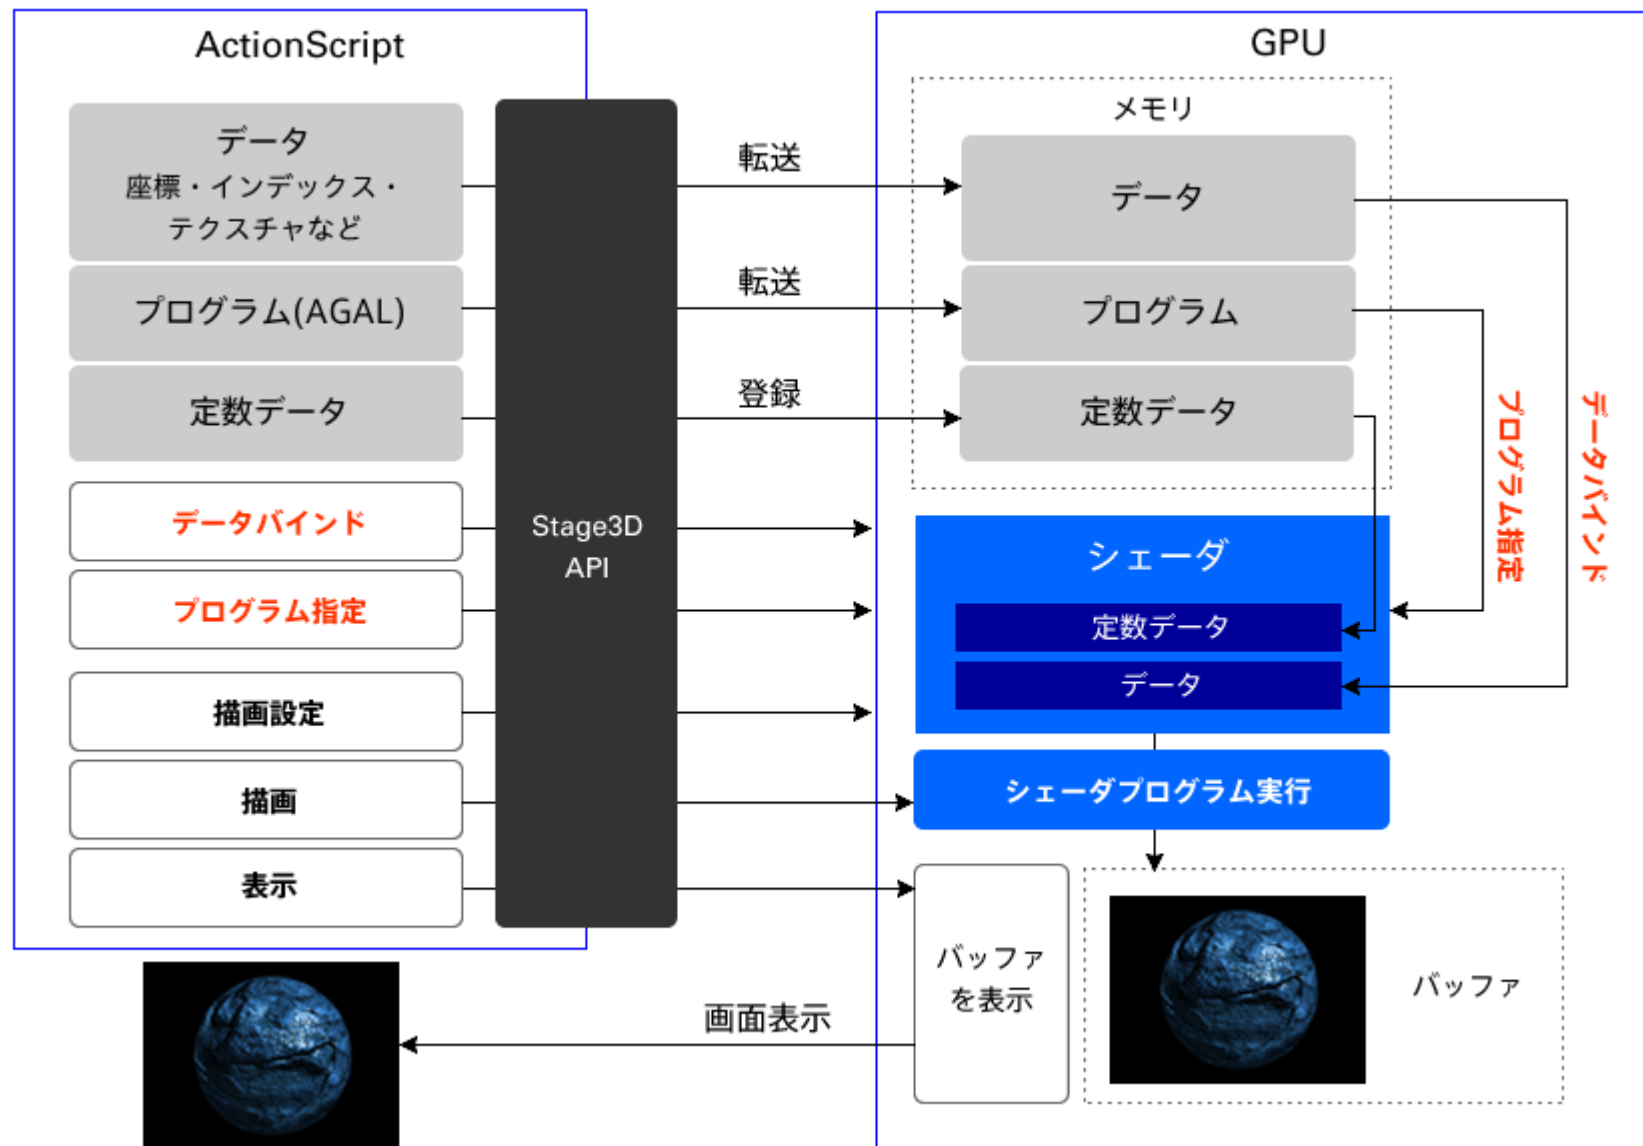 ActionScript
データ
座標・インデックス・
テクスチャなど
プログラム(AGAL)
定数データ
データバインド
プログラム指定
描画設定
描画
表示
Stage3D
API
転送
転送
登録
画面表示
GPU
メモリ
データ
プログラム
定数データ
プログラム指定
データバインド
シェーダ
定数データ
データ
シェーダプログラム実行
バッファ
を表示
バッファ